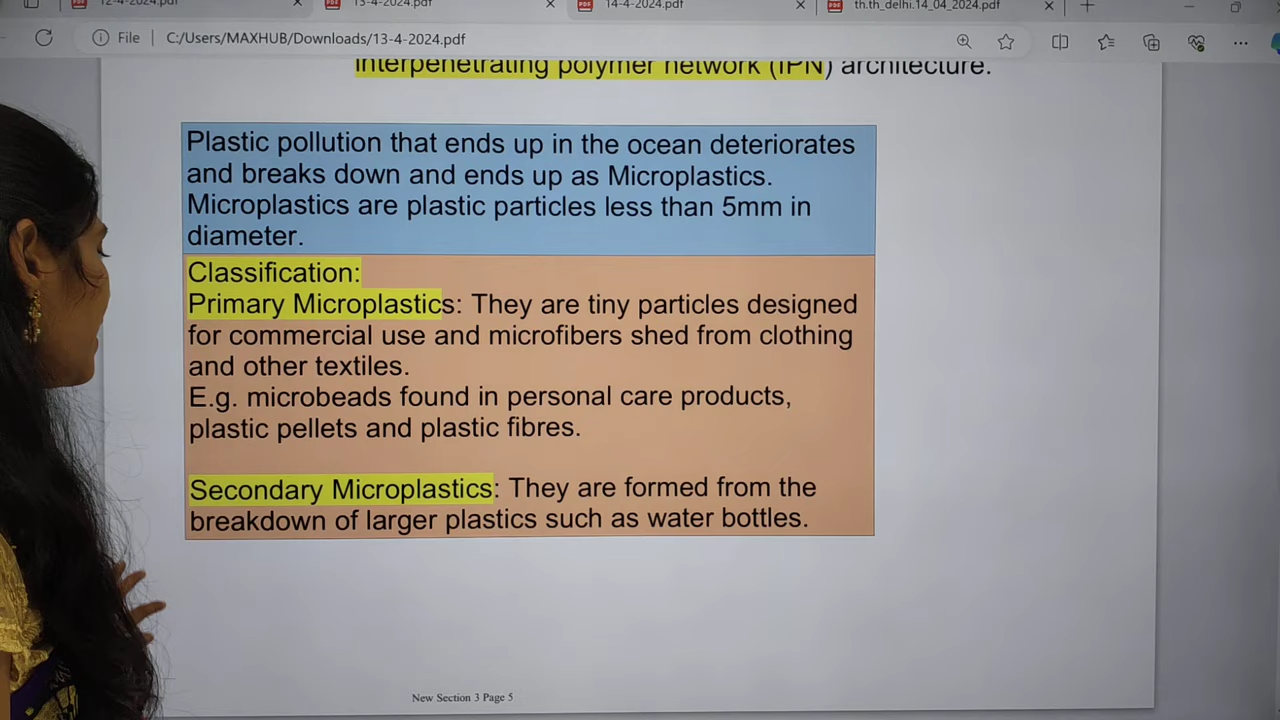 12-4-2024.pdf
13-4-2024.pdf
14-4-2024.pdf
th.th_delhi.14_04_2024.pdf
File
C:/Users/MAXHUB/Downloads/13-4-2024.pdf
interpenetrating polymer network (IPN) architecture.
Plastic pollution that ends up in the ocean deteriorates
and breaks down and ends up as Microplastics.
Microplastics are plastic particles less than 5mm in
diameter.
Classification:
Primary Microplastics: They are tiny particles designed
for commercial use and microfibers shed from clothing
and other textiles.
E.g. microbeads found in personal care products,
plastic pellets and plastic fibres.
Secondary Microplastics: They are formed from the
breakdown of larger plastics such as water bottles.
New Section 3 Page 5